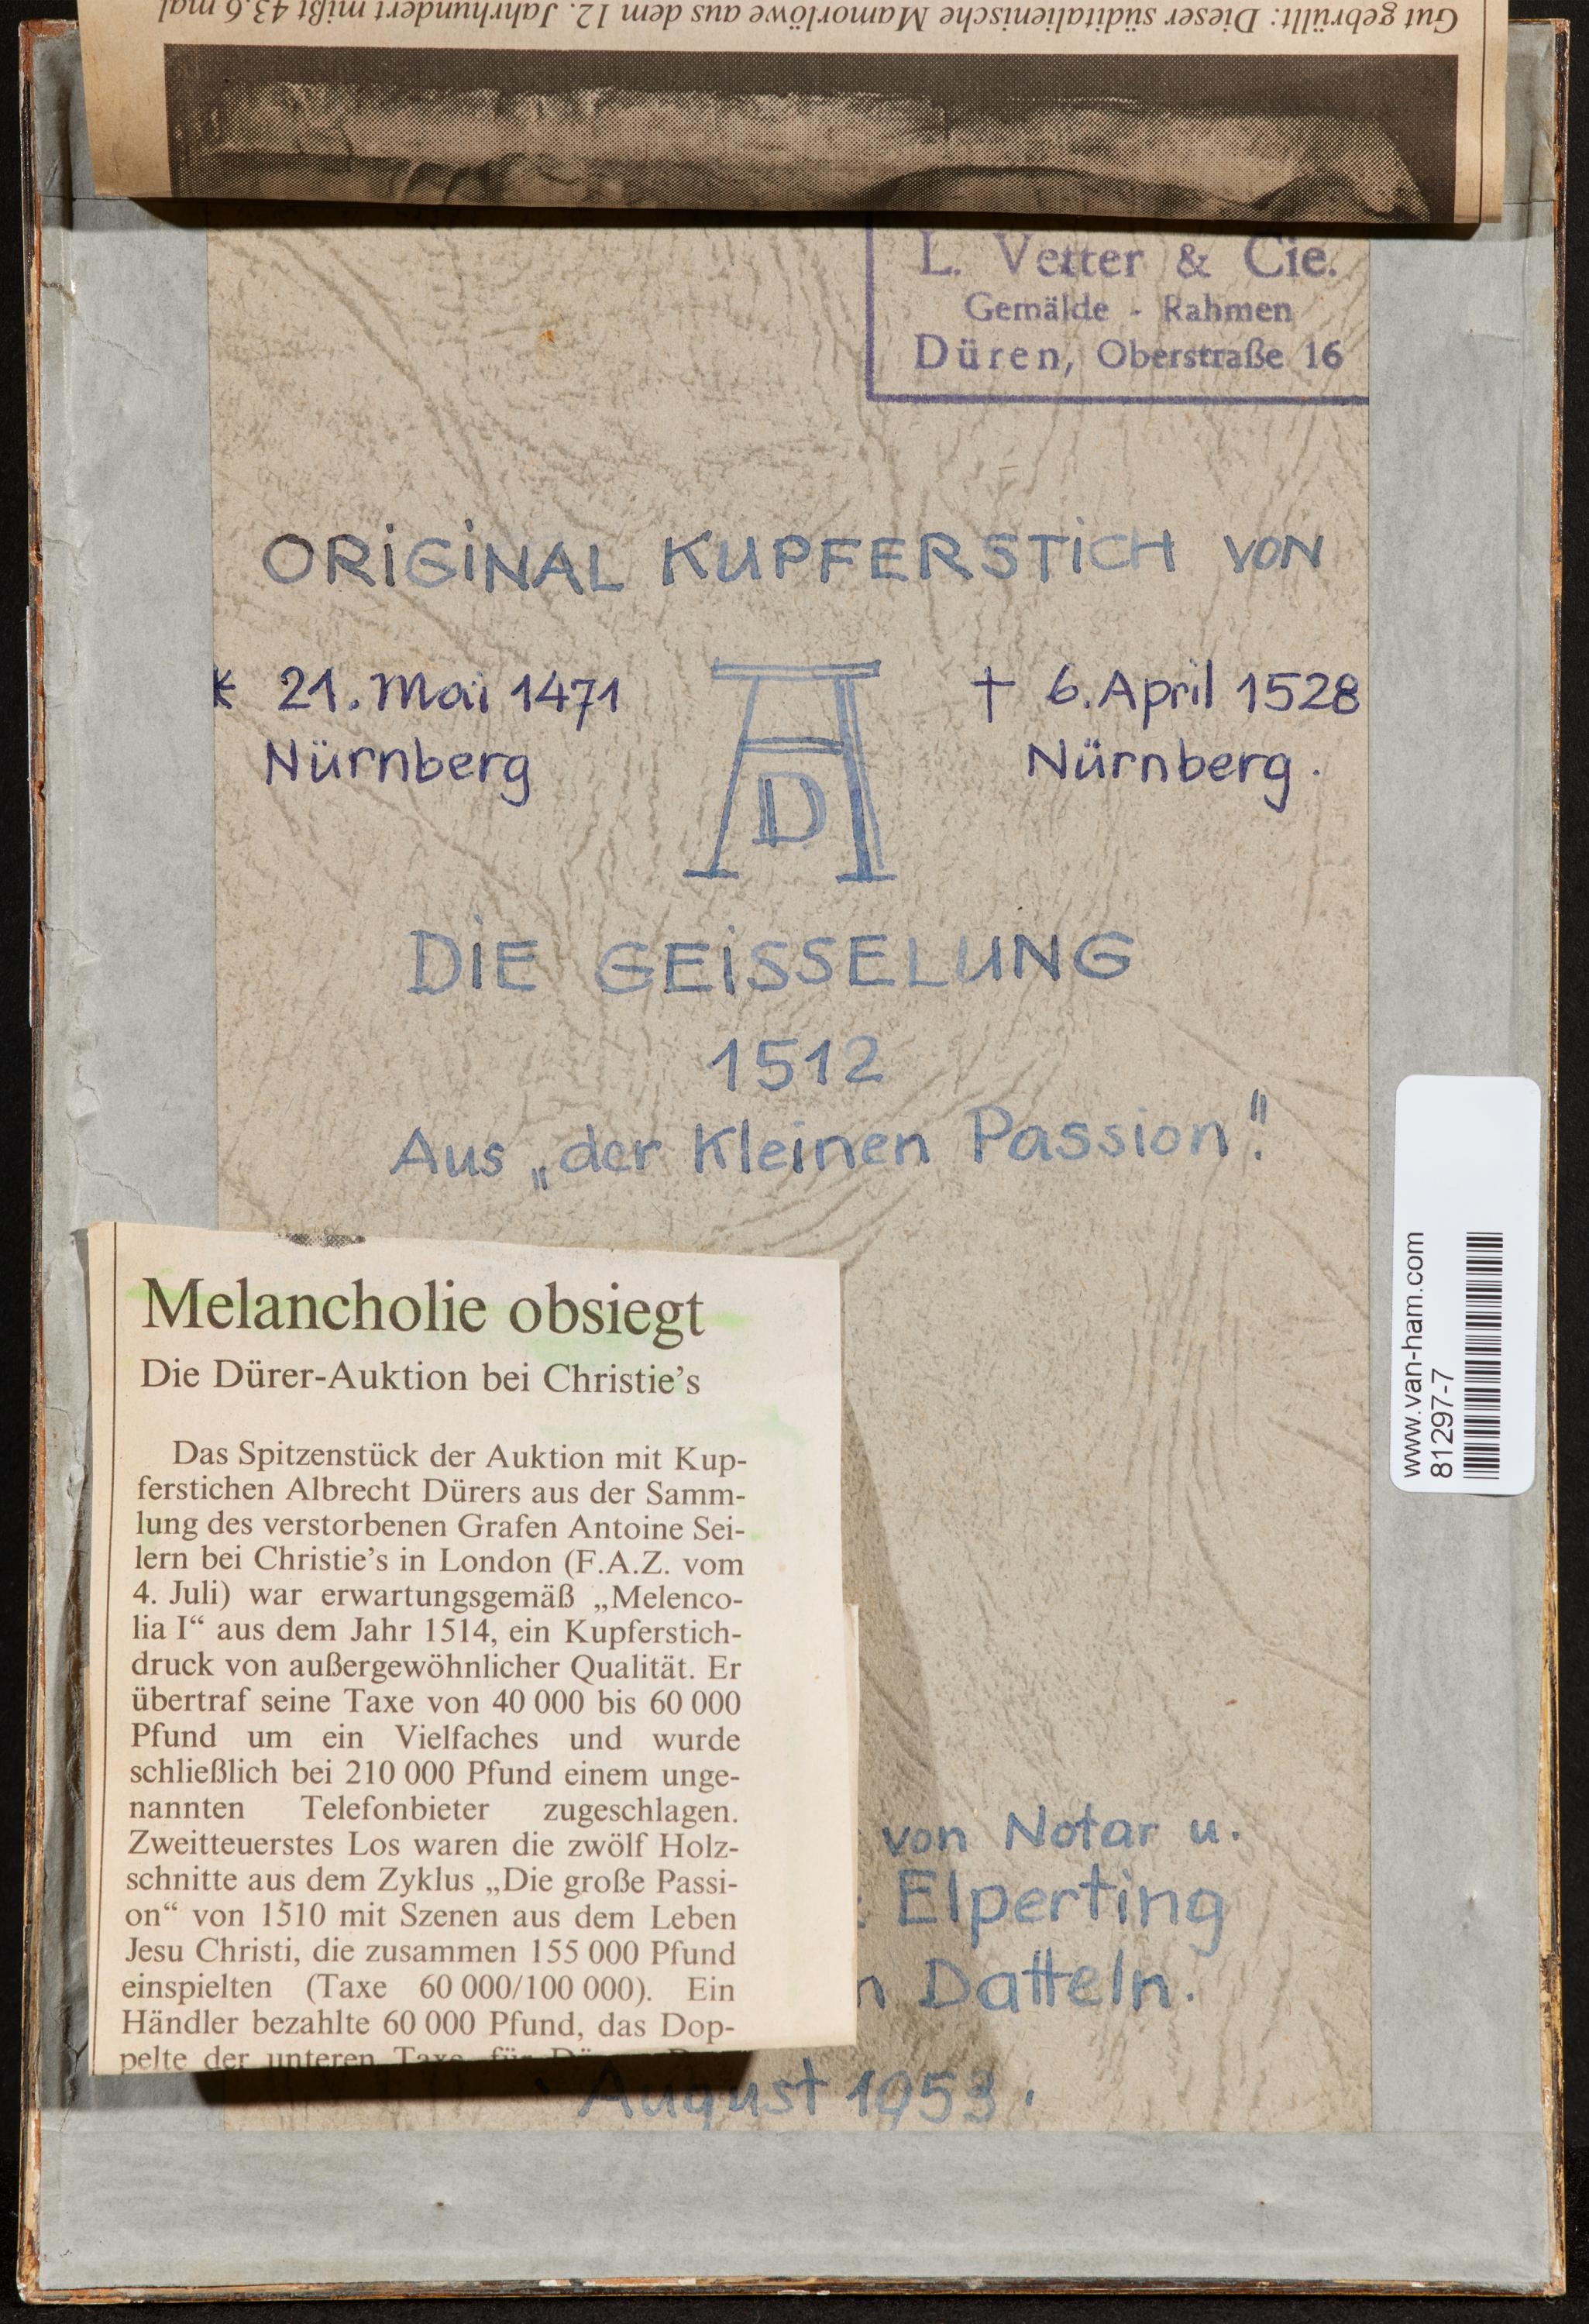 Gut gebrüllt: Dieser süditalienische Mamorlöwe aus dem 12. Jahrhundert mißt 43,6 mal
L. Vetter & Cie.
Gemälde - Rahmen
Düren, Oberstraße 16
ORIGINAL KUPFERSTICH VON
* 21. Mai 1471
Nürnberg
AD
† 6. April 1528
Nürnberg.
DIE GEISSELUNG
1512
Aus „der Kleinen Passion".
www.van-ham.com
81297-7
Melancholie obsiegt
Die Dürer-Auktion bei Christie's
Das Spitzenstück der Auktion mit Kup-
ferstichen Albrecht Dürers aus der Samm-
lung des verstorbenen Grafen Antoine Sei-
lern bei Christie's in London (F.A.Z. vom
4. Juli) war erwartungsgemäß „Melenco-
lia I“ aus dem Jahr 1514, ein Kupferstich-
druck von außergewöhnlicher Qualität. Er
übertraf seine Taxe von 40 000 bis 60 000
Pfund um ein Vielfaches und wurde
schließlich bei 210 000 Pfund einem unge-
nannten Telefonbieter zugeschlagen.
Zweitteuerstes Los waren die zwölf Holz-
schnitte aus dem Zyklus „Die große Passi-
on“ von 1510 mit Szenen aus dem Leben
Jesu Christi, die zusammen 155 000 Pfund
einspielten (Taxe 60 000/100 000). Ein
Händler bezahlte 60 000 Pfund, das Dop-
pelte der unteren Taxe, für
von Notar u.
Elperting
n Datteln.
August 1953.